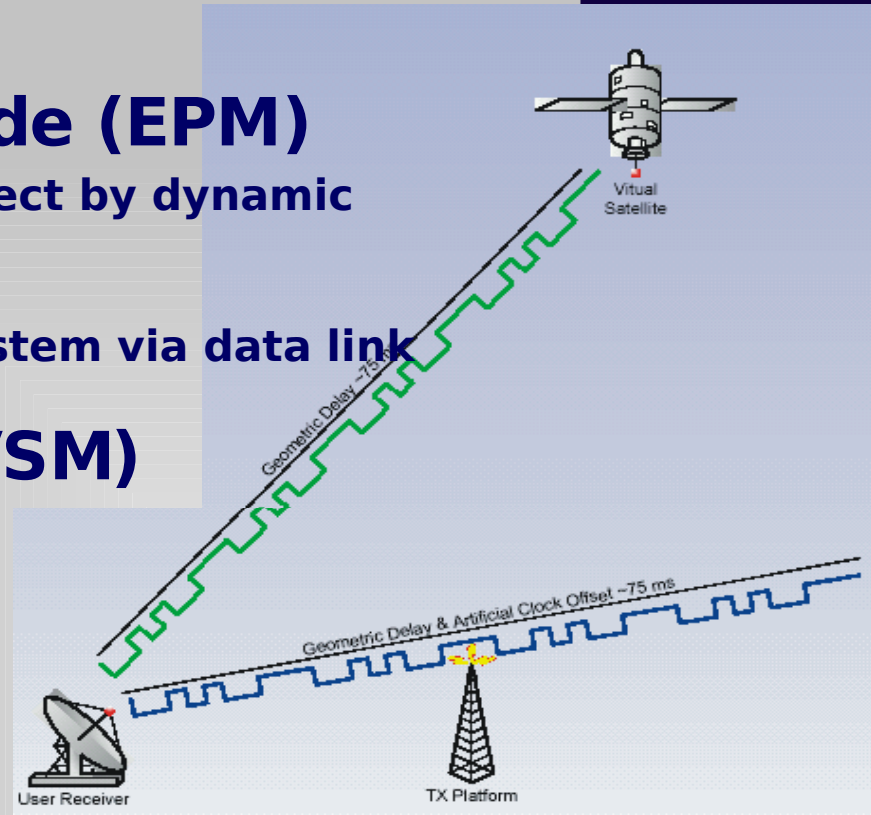 de (EPM)
ect by dynamic
stem via data link
/SM)
Vitual
Satellite
Geometric Delay ~75 ms
Geometric Delay & Artificial Clock Offset ~75 ms
User Receiver
TX Platform